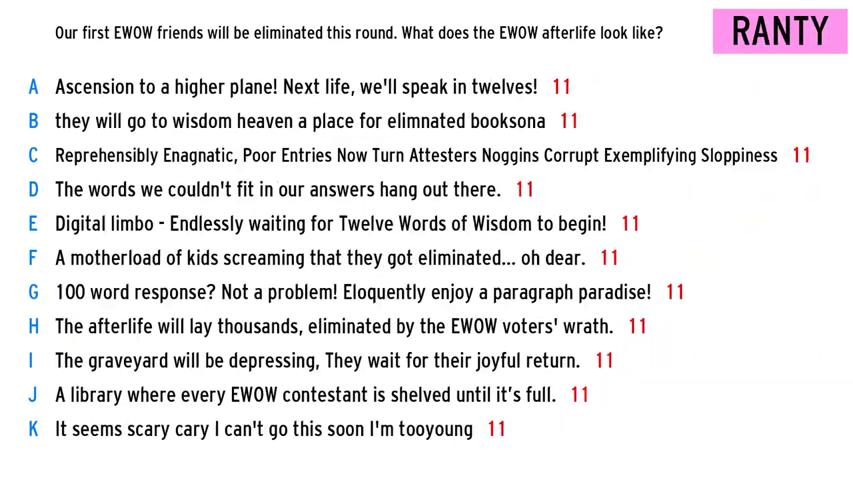 Our first EWOW friends will be eliminated this round. What does the EWOW afterlife look like?
RANTY
A Ascension to a higher plane! Next life, we'll speak in twelves! 11
B they will go to wisdom heaven a place for elimnated booksona 11
C Reprehensibly Enagnatic, Poor Entries Now Turn Attesters Noggins Corrupt Exemplifying Sloppiness 11
D The words we couldn't fit in our answers hang out there. 11
E Digital limbo - Endlessly waiting for Twelve Words of Wisdom to begin! 11
F A motherload of kids screaming that they got eliminated... oh dear. 11
G 100 word response? Not a problem! Eloquently enjoy a paragraph paradise! 11
H The afterlife will lay thousands, eliminated by the EWOW voters' wrath. 11
I The graveyard will be depressing, They wait for their joyful return. 11
J A library where every EWOW contestant is shelved until it’s full. 11
K It seems scary cary I can't go this soon I'm tooyoung 11